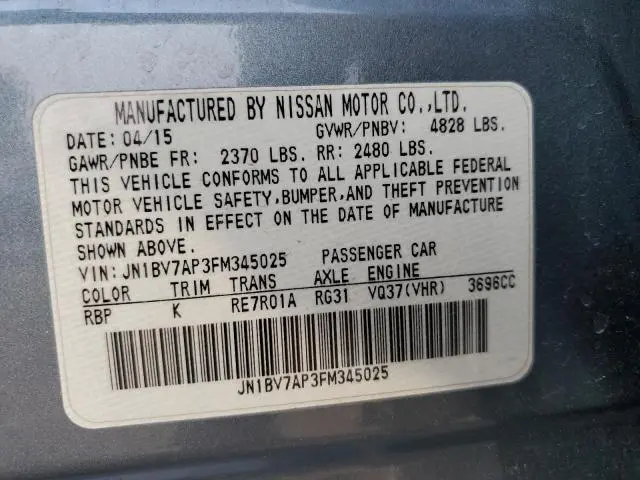 MANUFACTURED BY NISSAN MOTOR CO.,LTD.
DATE: 04/15 GVWR/PNBV: 4828 LBS.
GAWR/PNBE FR: 2370 LBS. RR: 2480 LBS.
THIS VEHICLE CONFORMS TO ALL APPLICABLE FEDERAL
MOTOR VEHICLE SAFETY,BUMPER,AND THEFT PREVENTION
STANDARDS IN EFFECT ON THE DATE OF MANUFACTURE
SHOWN ABOVE.
VIN: JN1BV7AP3FM345025 PASSENGER CAR
COLOR TRIM TRANS AXLE ENGINE
RBP K RE7R01A RG31 VQ37(VHR) 3696CC
JN1BV7AP3FM345025